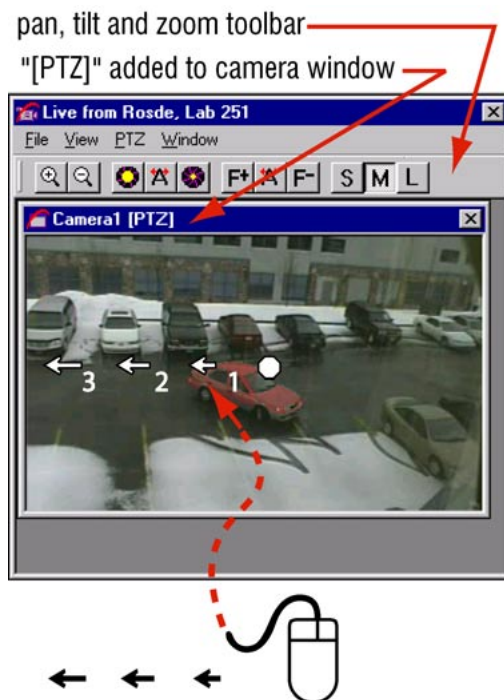 pan, tilt and zoom toolbar
"[PTZ]" added to camera window
Live from Rosde, Lab 251
File View PTZ Window
A F+ A F- S M L
Camera1 [PTZ]
3 2 1